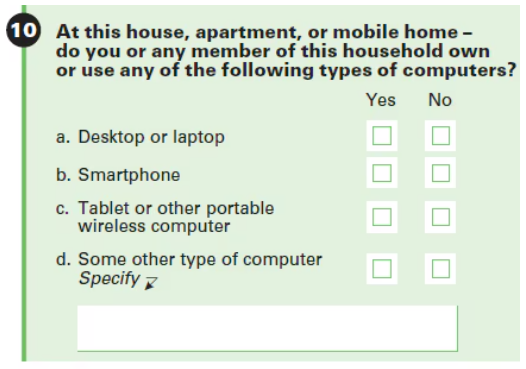 10 At this house, apartment, or mobile home –
do you or any member of this household own
or use any of the following types of computers?
Yes No
a. Desktop or laptop
b. Smartphone
c. Tablet or other portable
wireless computer
d. Some other type of computer
Specify